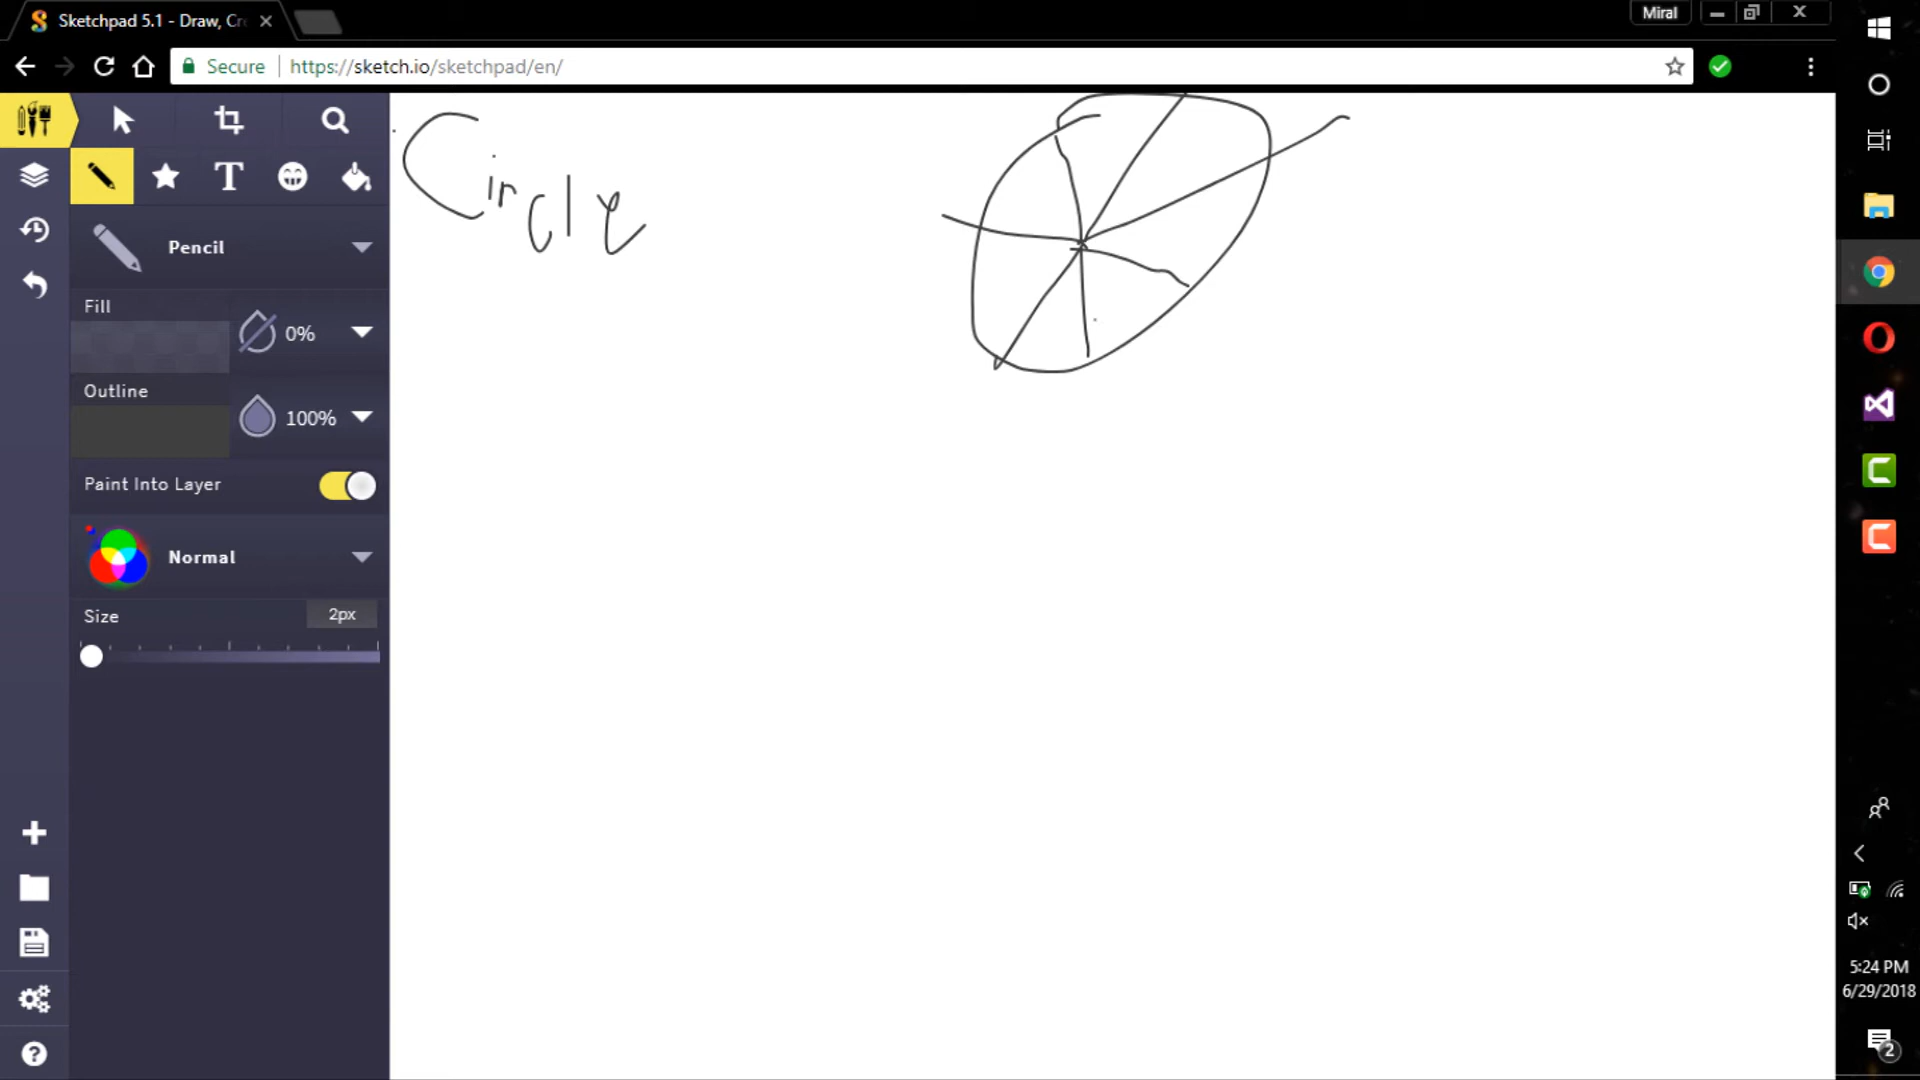 Miral
Sketchpad 5.1 - Draw, Cr
Secure
https://sketch.io/sketchpad/en/
Circle
T
Pencil
Fill
0%
Outline
100%
Paint Into Layer
Normal
Size
2px
?
5:24 PM
6/29/2018
2